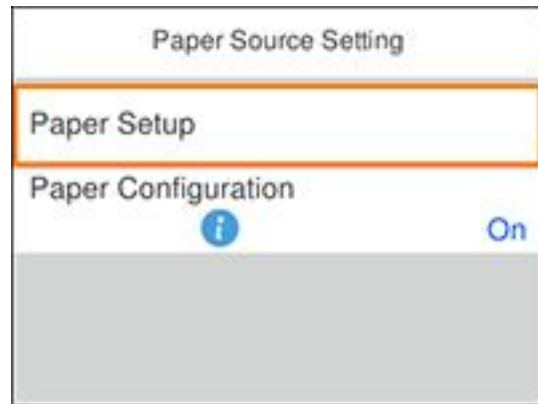 Paper Source Setting
Paper Setup
Paper Configuration
i
On